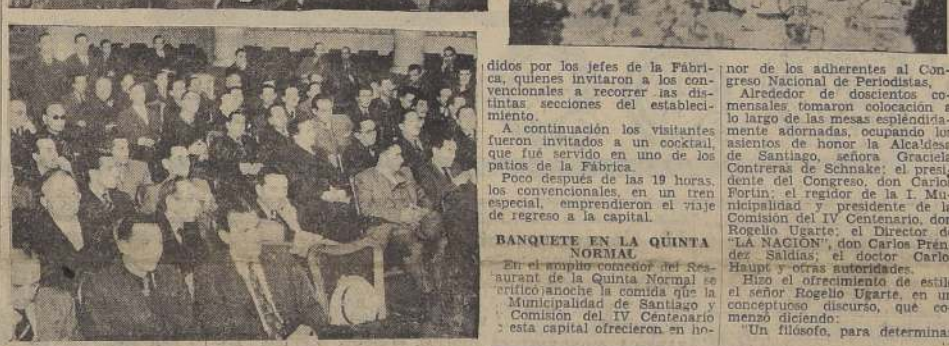 didos por los jefes de la Fábri-
ca, quienes invitaron a los con-
vencionales a recorrer las dis-
tintas secciones del estableci-
miento.
A continuación los visitantes
fueron invitados a un cocktail,
que fué servido en uno de los
patios de la Fábrica.
Poco después de las 19 horas,
los convencionales, en un tren
especial, emprendieron el viaje
de regreso a la capital.
BANQUETE EN LA QUINTA
NORMAL
En el amplio comedor del Res-
aurant de la Quinta Normal se
erificó anoche la comida que la
Municipalidad de Santiago y
Comisión del IV Centenario
esta capital ofrecieron en ho-
nor de los adherentes al Con-
greso Nacional de Periodistas.
Alrededor de doscientos co-
mensales tomaron colocación a
lo largo de las mesas espléndida-
mente adornadas, ocupando los
asientos de honor la Alcaldesa
de Santiago, señora Graciela
Contreras de Schnake; el presi-
dente del Congreso, don Carlos
Fortin; el regidor de la I. Mu-
nicipalidad y presidente de la
Comisión del IV Centenario, don
Rogelio Ugarte; el Director de
"LA NACIÓN", don Carlos Prén-
dez Saldías; el doctor Carlo
Haupt y otras autoridades.
Hizo el ofrecimiento de estilo
el señor Rogelio Ugarte, en un
conceptuoso discurso, que co-
menzó diciendo:
"Un filósofo, para determina